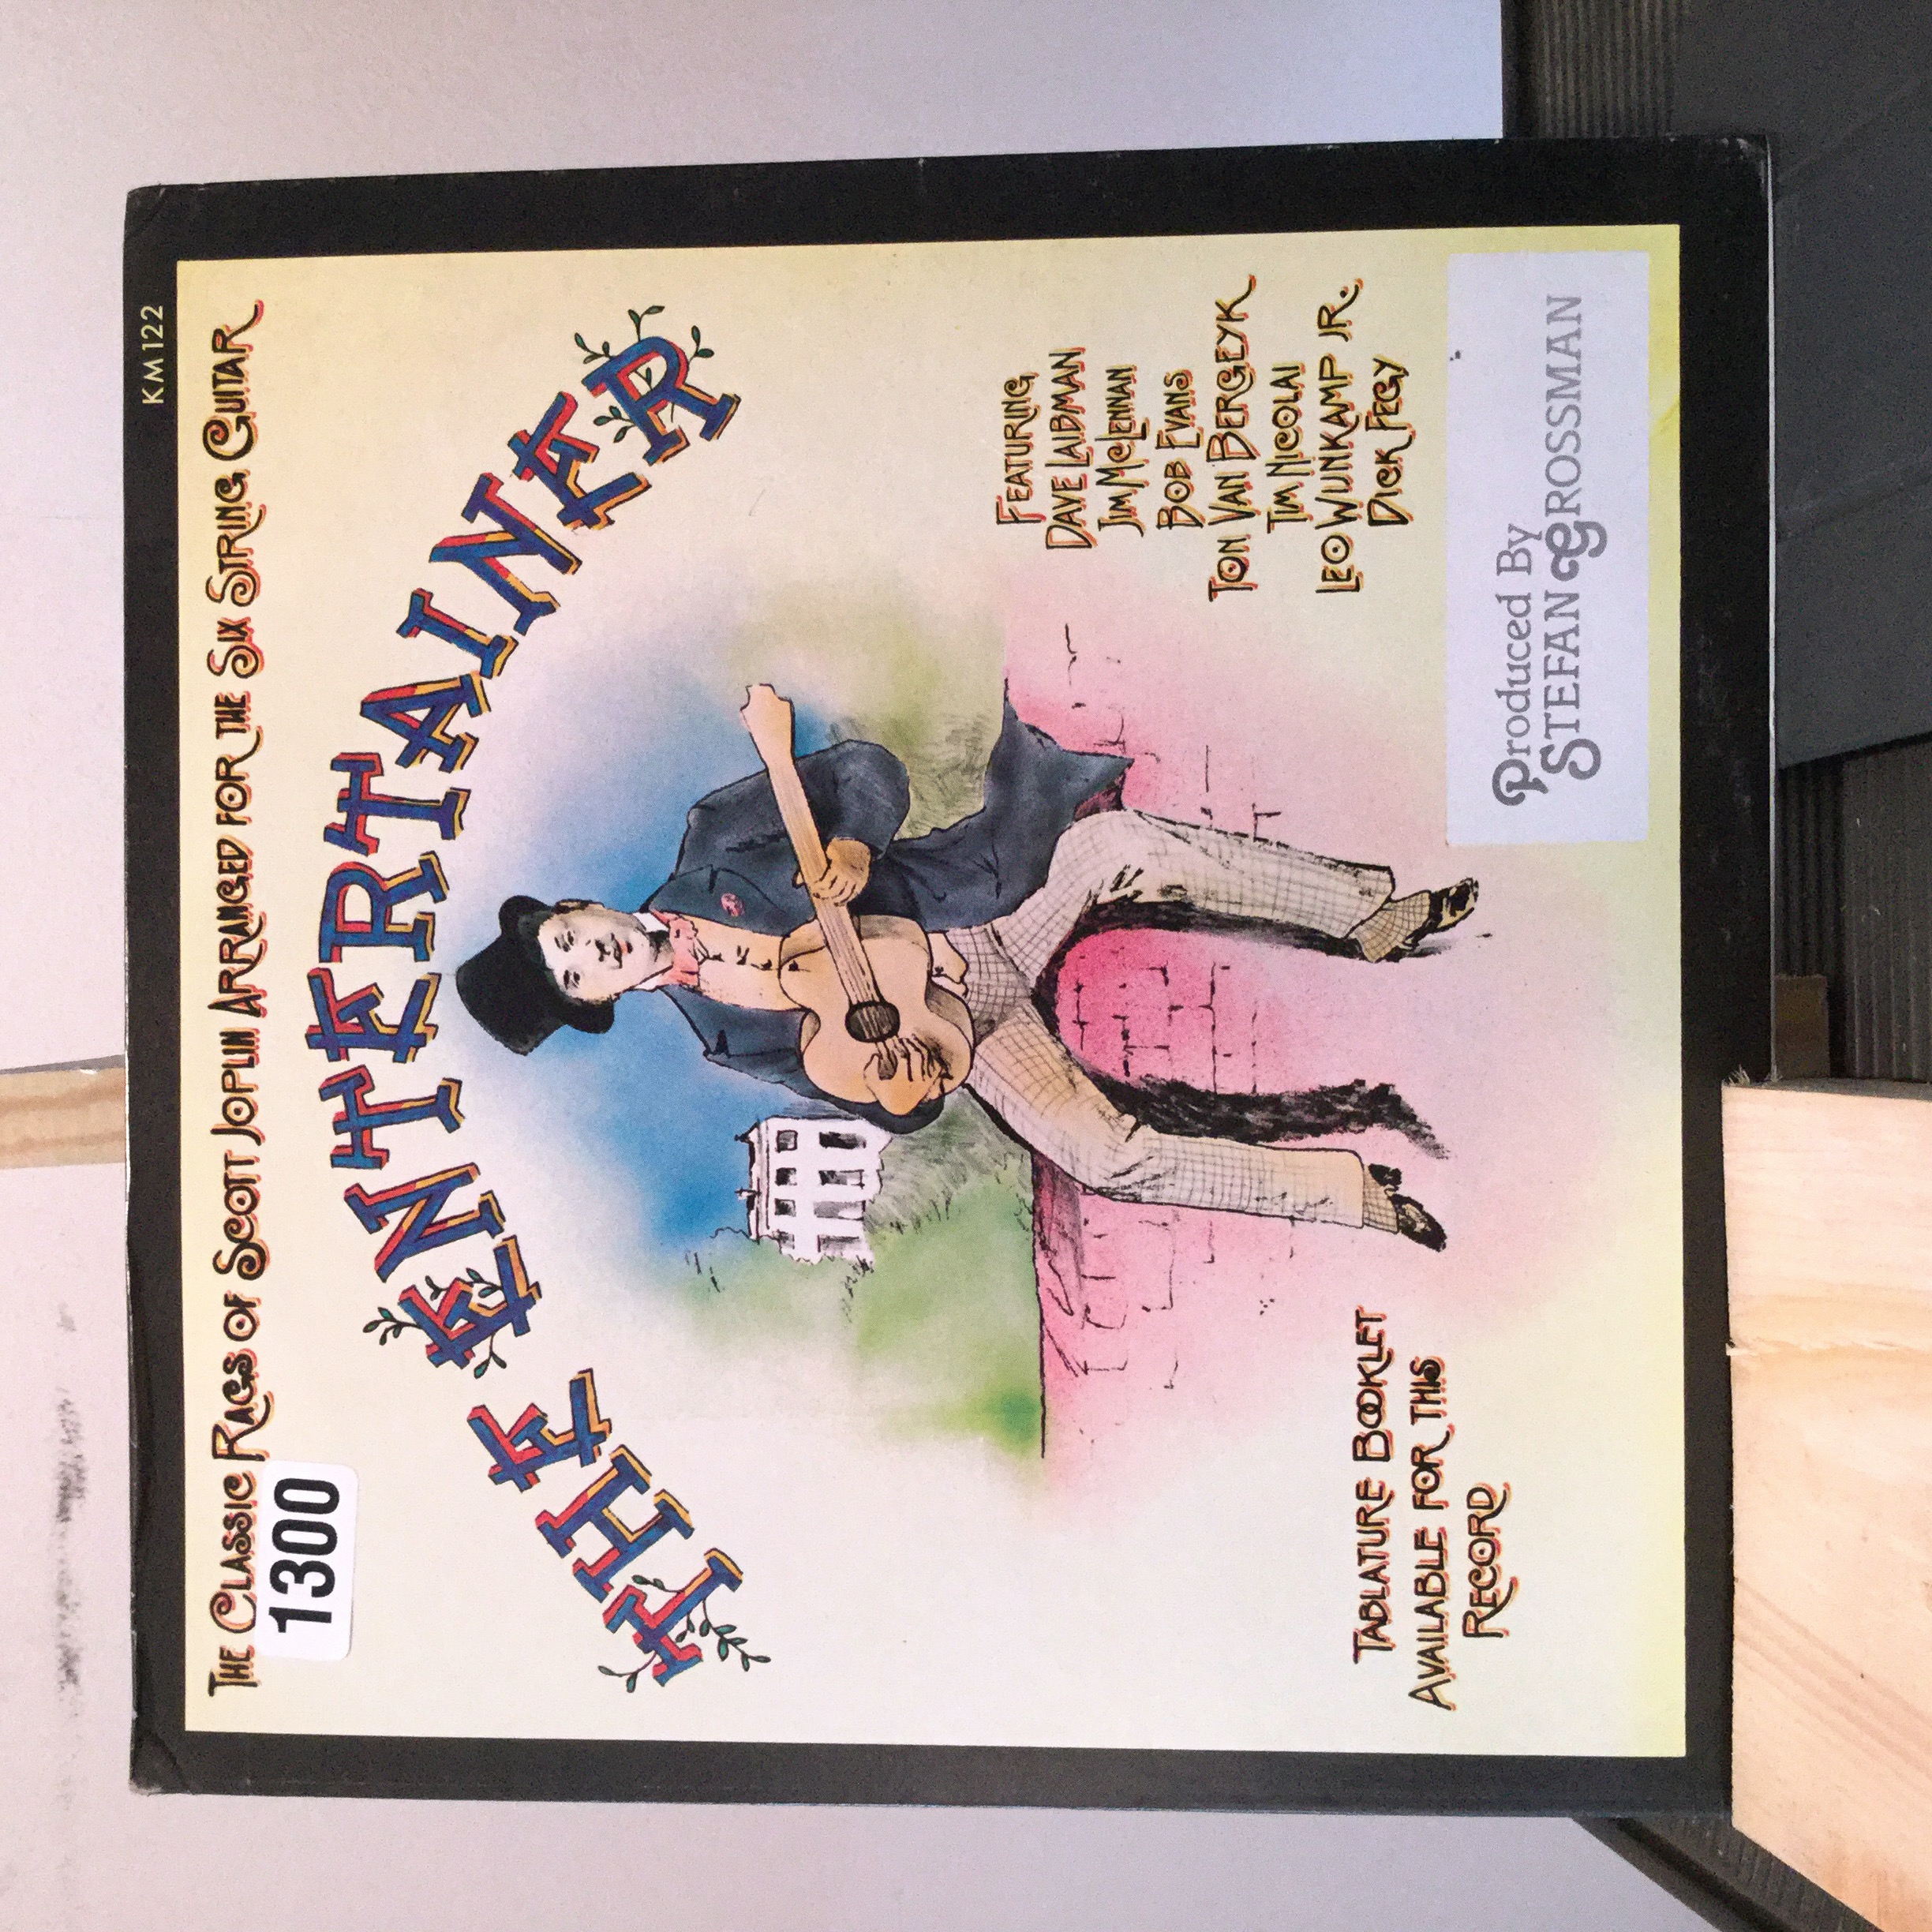 KM 122
THE CLASSIC RAGS OF SCOTT JOPLIN ARRANGED FOR THE SIX STRING GUITAR
1300
THE ENTERTAINER
FEATURING
DAVE LAIBMAN
JIM MCLENNAN
BOB EVANS
TON VAN BERGEYK
TIM NICOLAI
LEO WIJNKAMP JR.
DICK FEGY
TABLATURE BOOKLET
AVAILABLE FOR THIS
RECORD
Produced By
STEFAN GROSSMAN